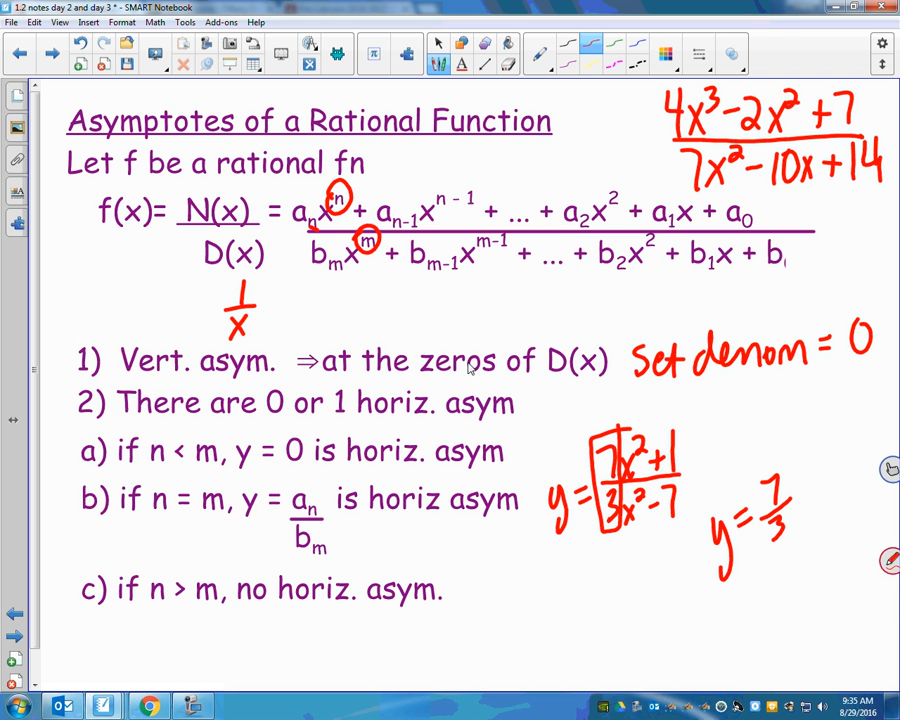 1.2 notes day 2 and day 3 * - SMART Notebook
File Edit View Insert Format Math Tools Add-ons Help
Asymptotes of a Rational Function
4x³-2x²+7
7x²-10x+14
Let f be a rational fn
f(x)= N(x) = aₙxⁿ + aₙ₋₁xⁿ⁻¹ + ... + a₂x² + a₁x + a₀
D(x) bₘxᵐ + bₘ₋₁xᵐ⁻¹ + ... + b₂x² + b₁x + b
1
x
1) Vert. asym. ⇒at the zeros of D(x) set denom = 0
2) There are 0 or 1 horiz. asym
a) if n < m, y = 0 is horiz. asym
y = 7x²+1
3x²-7
b) if n = m, y = aₙ is horiz asym
bₘ
y = 7
3
c) if n > m, no horiz. asym.
9:35 AM
8/29/2016